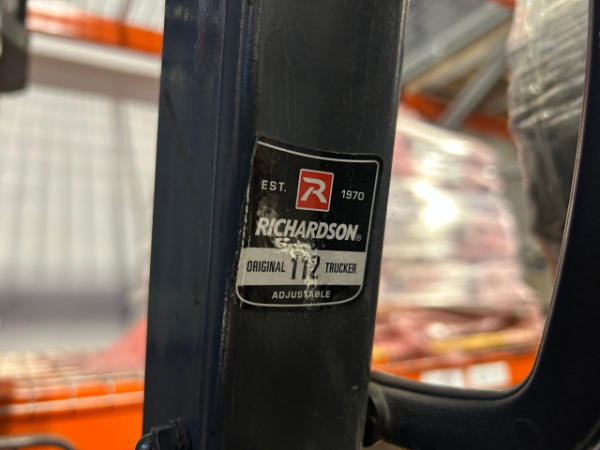 EST. R 1970
RICHARDSON®
ORIGINAL 112 TRUCKER
ADJUSTABLE